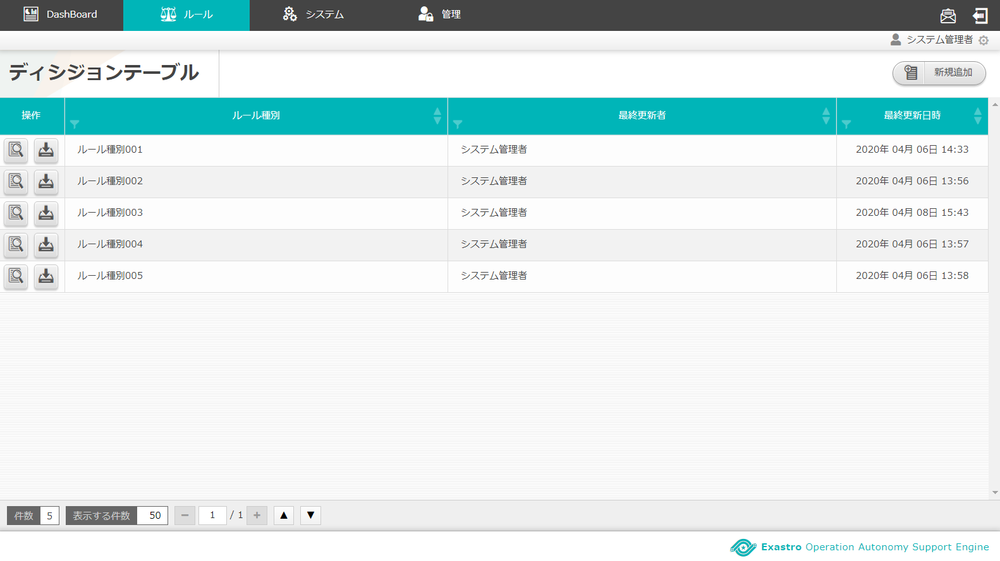 DashBoard ルール システム 管理
システム管理者
ディシジョンテーブル
新規追加
操作 ルール種別 最終更新者 最終更新日時
ルール種別001 システム管理者 2020年 04月 06日 14:33
ルール種別002 システム管理者 2020年 04月 06日 13:56
ルール種別003 システム管理者 2020年 04月 08日 15:43
ルール種別004 システム管理者 2020年 04月 06日 13:57
ルール種別005 システム管理者 2020年 04月 06日 13:58
件数 5 表示する件数 50 − 1 / 1 + ▲ ▼
Exastro Operation Autonomy Support Engine